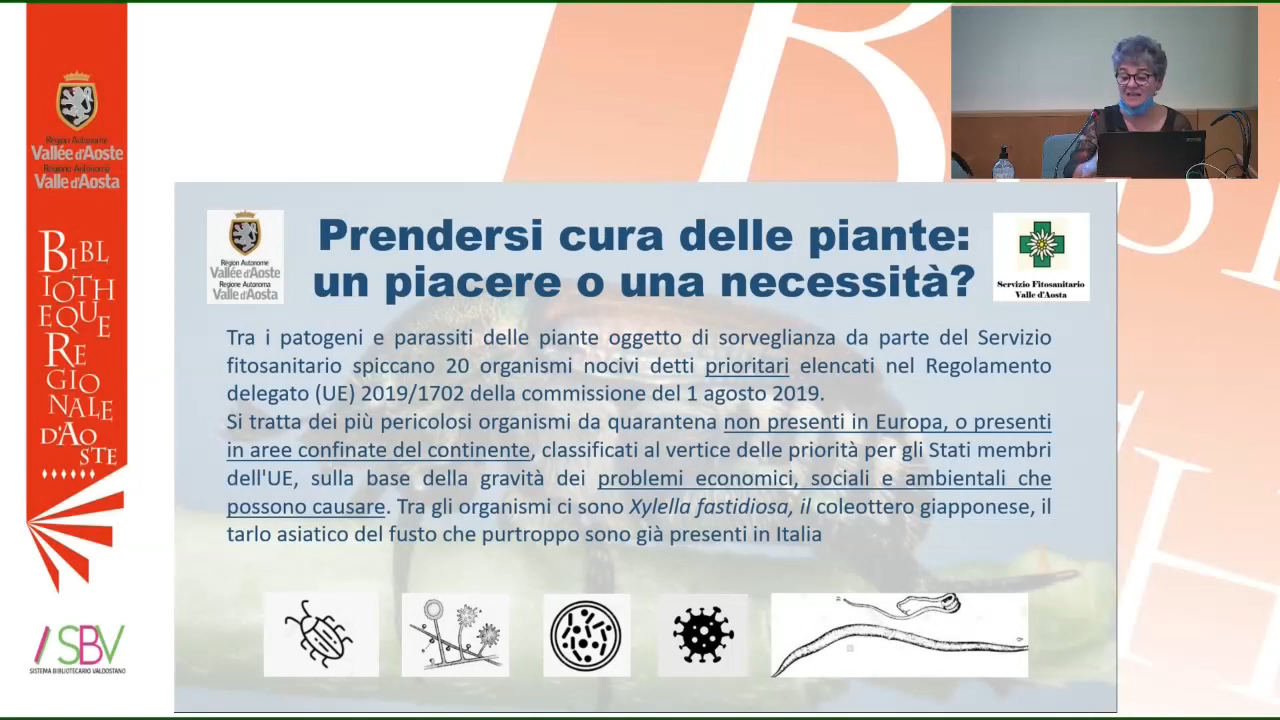 Région Autonome
Vallée d'Aoste
Regione Autonoma
Valle d'Aosta
BIBL
IOTH
EQUE
RE
GIO
NALE
D'AO
STE
/SBV
SISTEMA BIBLIOTECARIO VALDOSTANO
Région Autonome
Vallée d'Aoste
Regione Autonoma
Valle d'Aosta
Prendersi cura delle piante:
un piacere o una necessità?
Servizio Fitosanitario
Valle d'Aosta
Tra i patogeni e parassiti delle piante oggetto di sorveglianza da parte del Servizio
fitosanitario spiccano 20 organismi nocivi detti prioritari elencati nel Regolamento
delegato (UE) 2019/1702 della commissione del 1 agosto 2019.
Si tratta dei più pericolosi organismi da quarantena non presenti in Europa, o presenti
in aree confinate del continente, classificati al vertice delle priorità per gli Stati membri
dell'UE, sulla base della gravità dei problemi economici, sociali e ambientali che
possono causare. Tra gli organismi ci sono Xylella fastidiosa, il coleottero giapponese, il
tarlo asiatico del fusto che purtroppo sono già presenti in Italia